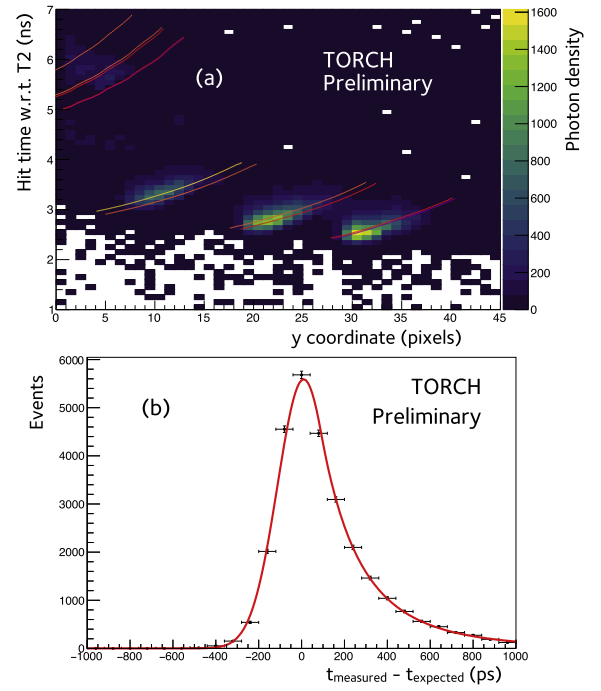 7
6
5
4
3
2
1
Hit time w.r.t. T2 (ns)
(a)
TORCH
Preliminary
0 5 10 15 20 25 30 35 40 45
y coordinate (pixels)
1600
1400
1200
1000
800
600
400
200
0
Photon density
6000
5000
4000
3000
2000
1000
0
Events
(b)
TORCH
Preliminary
-1000 -800 -600 -400 -200 0 200 400 600 800 1000
tmeasured - texpected (ps)